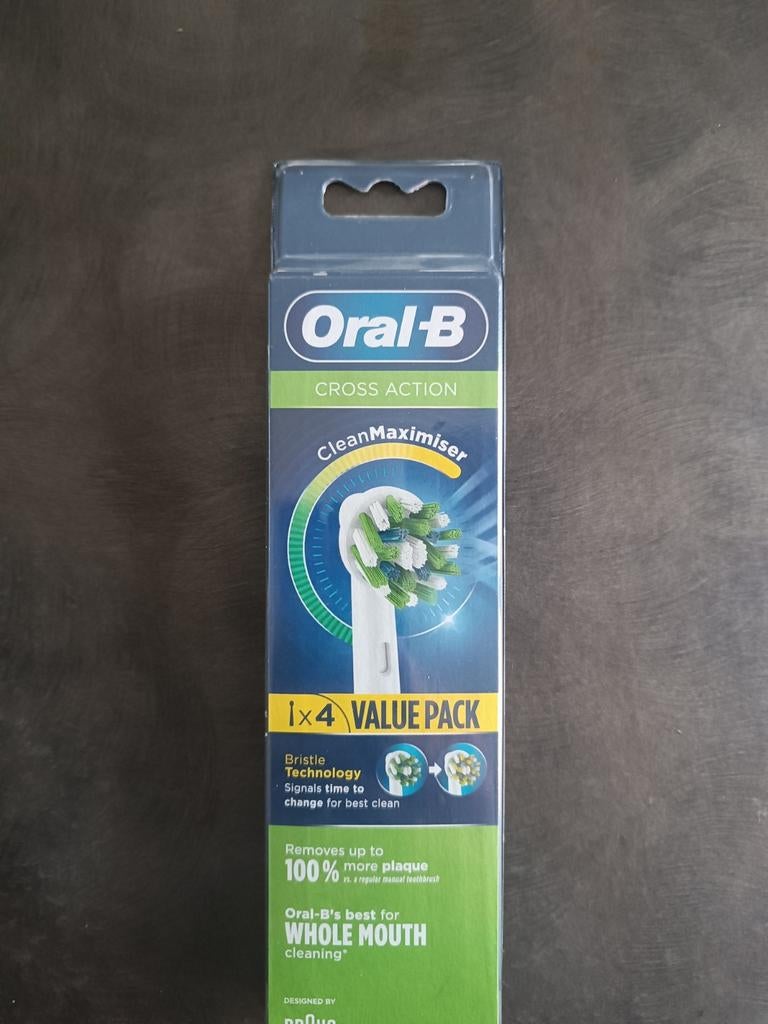 Oral-B
CROSS ACTION
CleanMaximiser
x4 VALUE PACK
Bristle
Technology
Signals time to
change for best clean
Removes up to
100% more plaque
vs. a regular manual toothbrush
Oral-B's best for
WHOLE MOUTH
cleaning*
DESIGNED BY